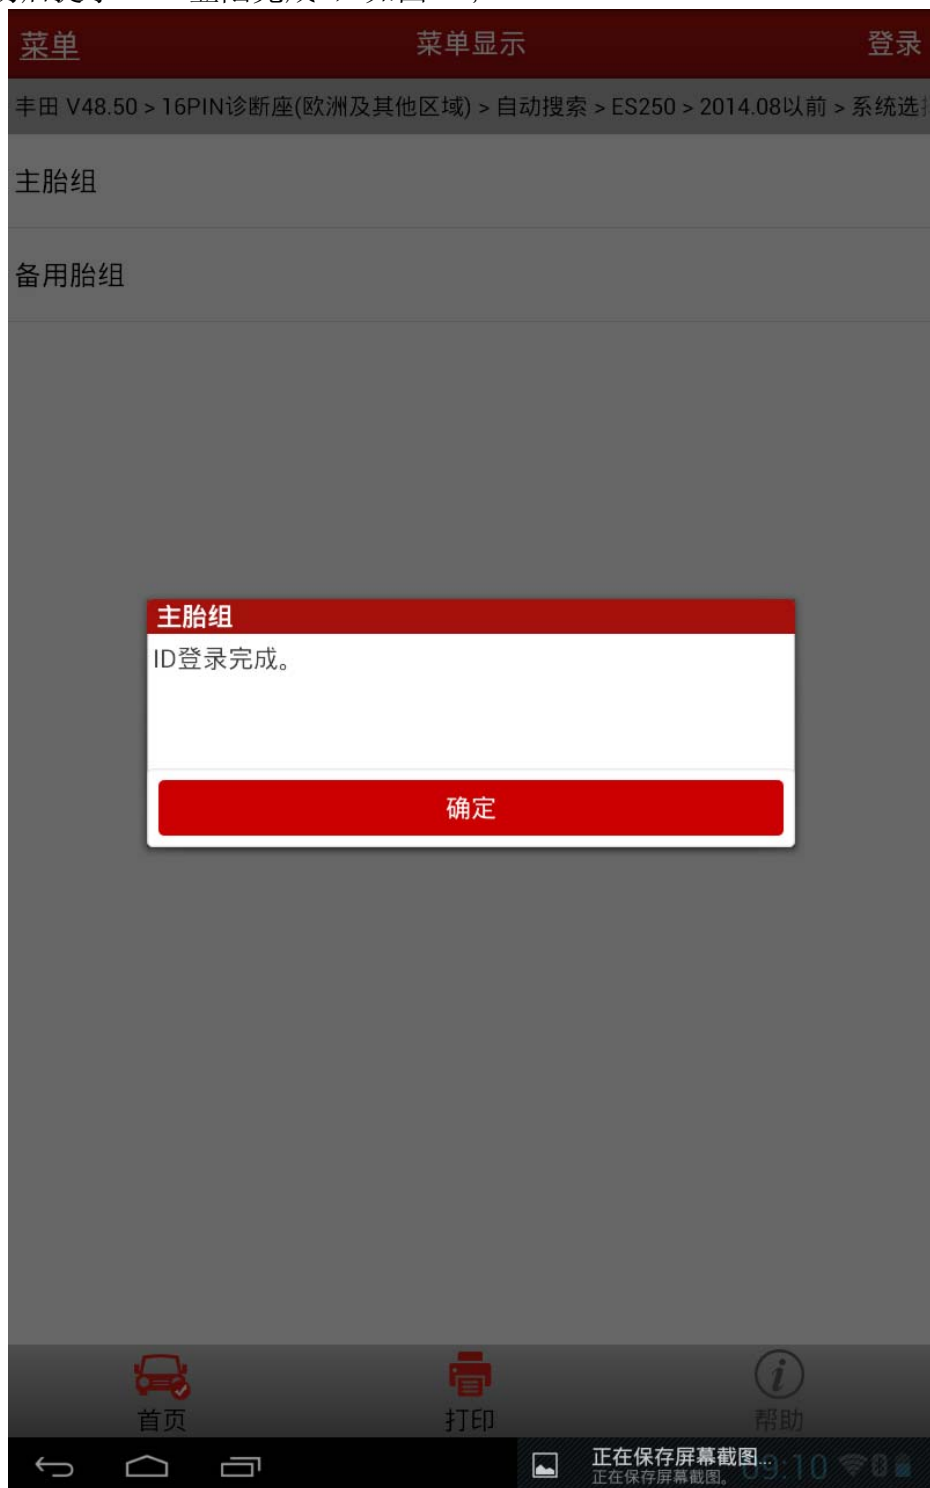 菜单 菜单显示 登录
丰田 V48.50 > 16PIN诊断座(欧洲及其他区域) > 自动搜索 > ES250 > 2014.08以前 > 系统选
主胎组
备用胎组
主胎组
ID登录完成。
确定
首页 打印 帮助
正在保存屏幕截图...
正在保存屏幕截图。
09:10